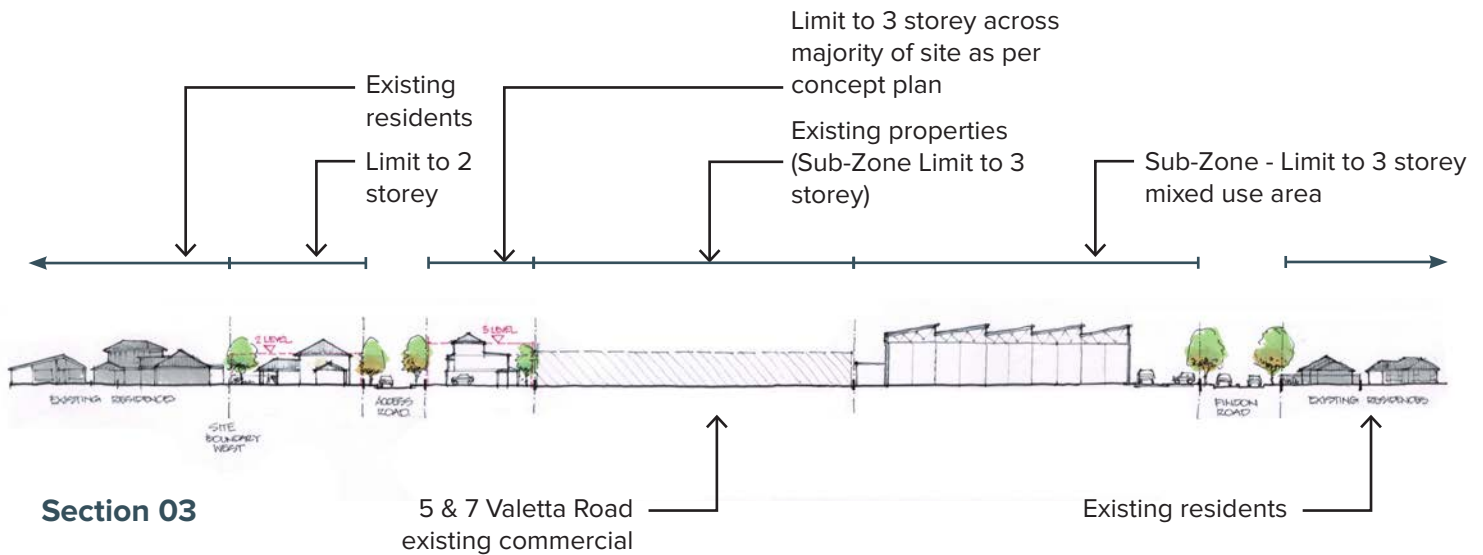 Limit to 3 storey across
majority of site as per
concept plan
Existing
residents
Limit to 2
storey
Existing properties
(Sub-Zone Limit to 3
storey)
Sub-Zone - Limit to 3 storey
mixed use area
2 LEVEL
3 LEVEL
EXISTING RESIDENCES
SITE
BOUNDARY
WEST
ACCESS
ROAD
FINDON
ROAD
EXISTING RESIDENCES
Section 03
5 & 7 Valetta Road
existing commercial
Existing residents